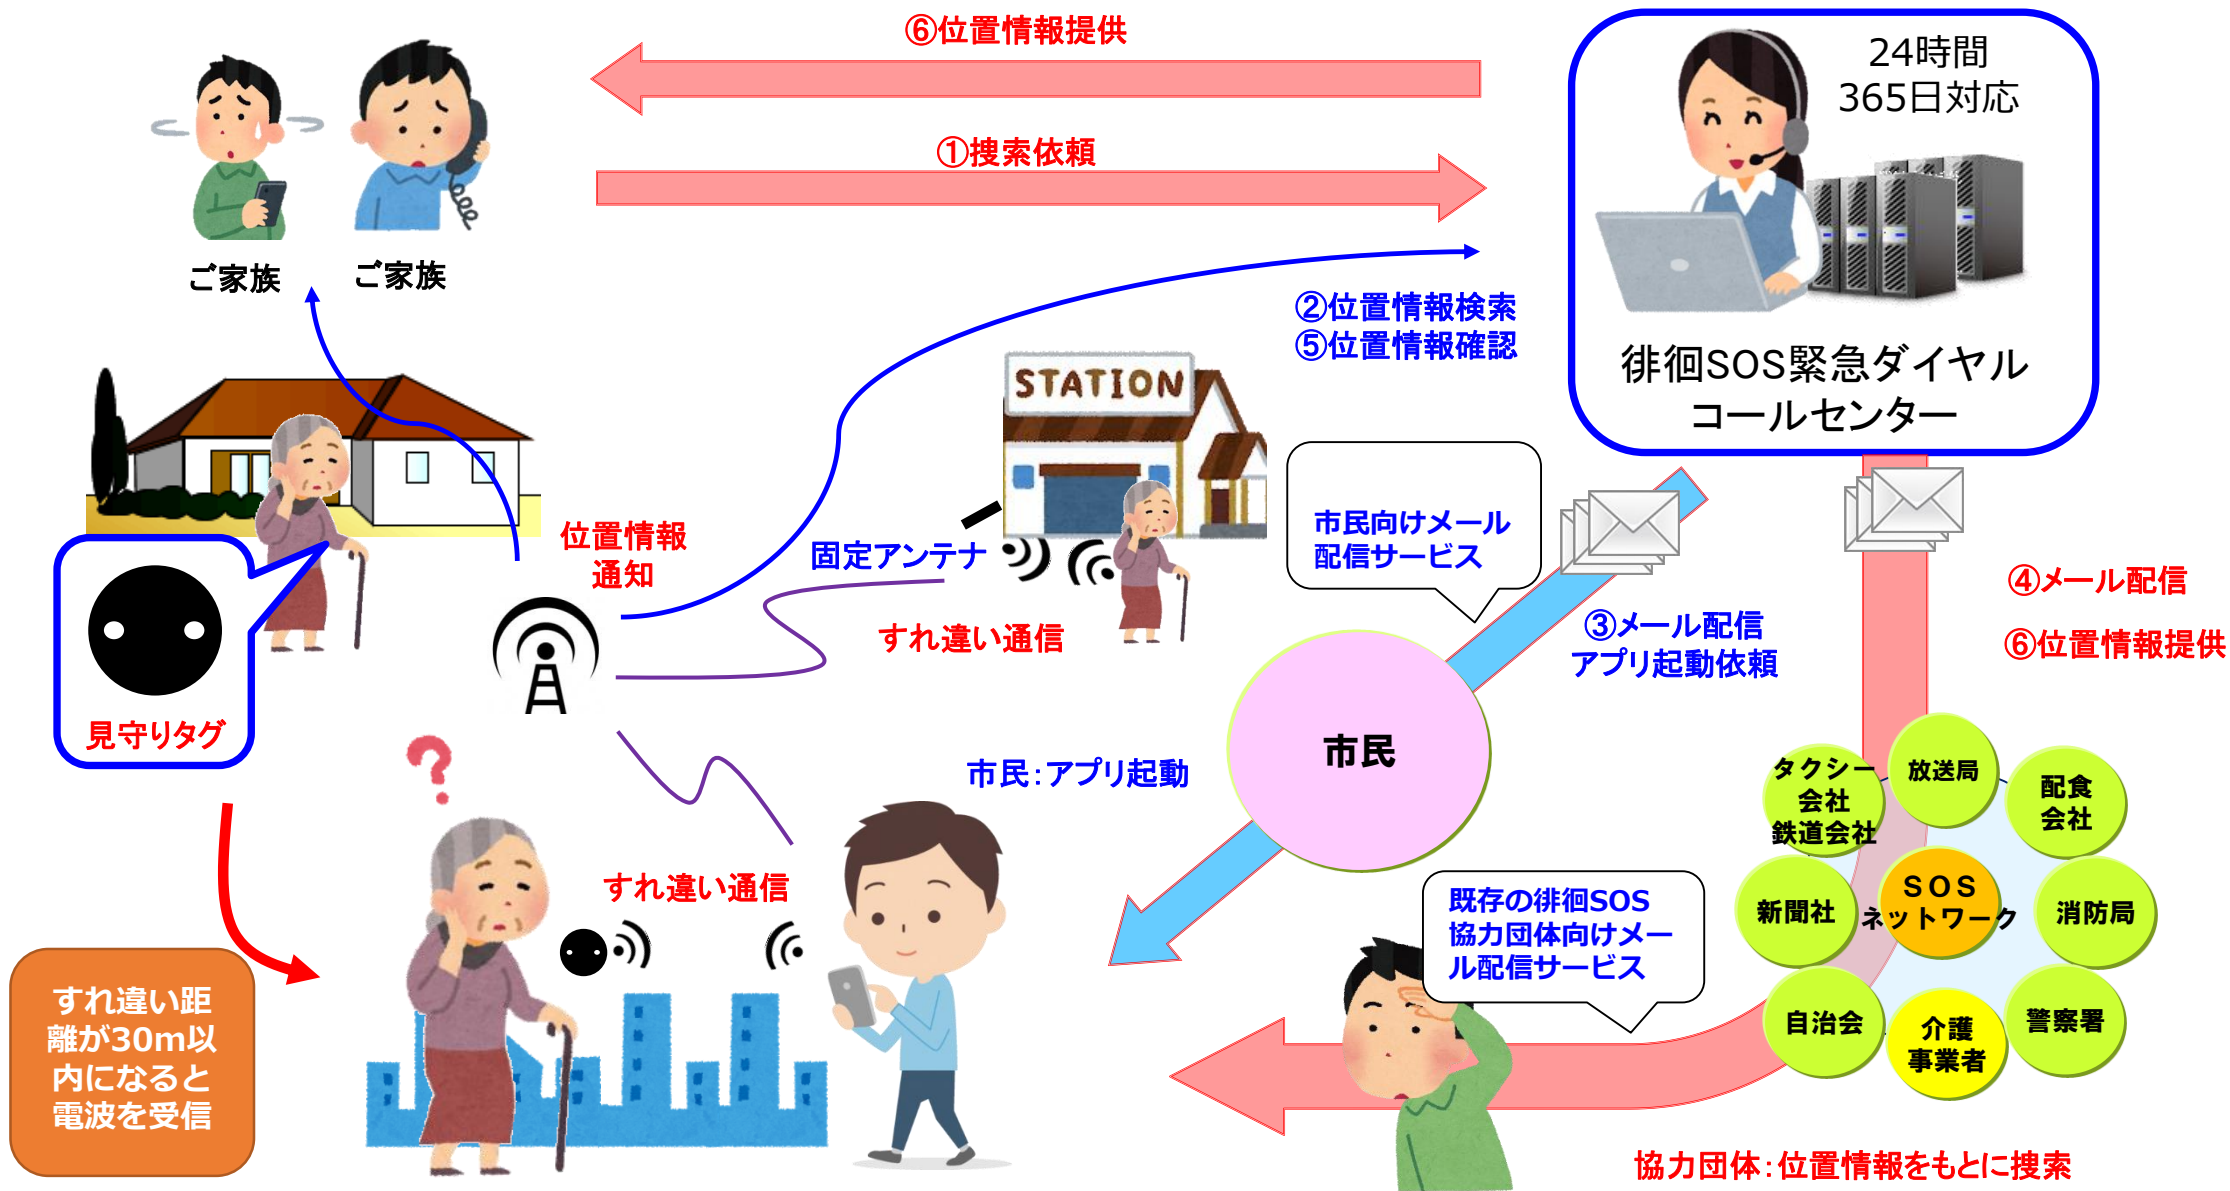 ⑥位置情報提供
①捜索依頼
24時間
365日対応
徘徊SOS緊急ダイヤル
コールセンター
ご家族
ご家族
②位置情報検索
⑤位置情報確認
STATION
位置情報
通知
固定アンテナ
すれ違い通信
見守りタグ
市民向けメール
配信サービス
③メール配信
アプリ起動依頼
④メール配信
⑥位置情報提供
市民
市民：アプリ起動
?
すれ違い通信
タクシー
会社
鉄道会社
放送局
配食
会社
新聞社
SOS
ネットワーク
消防局
自治会
介護
事業者
警察署
既存の徘徊SOS
協力団体向けメー
ル配信サービス
すれ違い距
離が30m以
内になると
電波を受信
協力団体：位置情報をもとに捜索